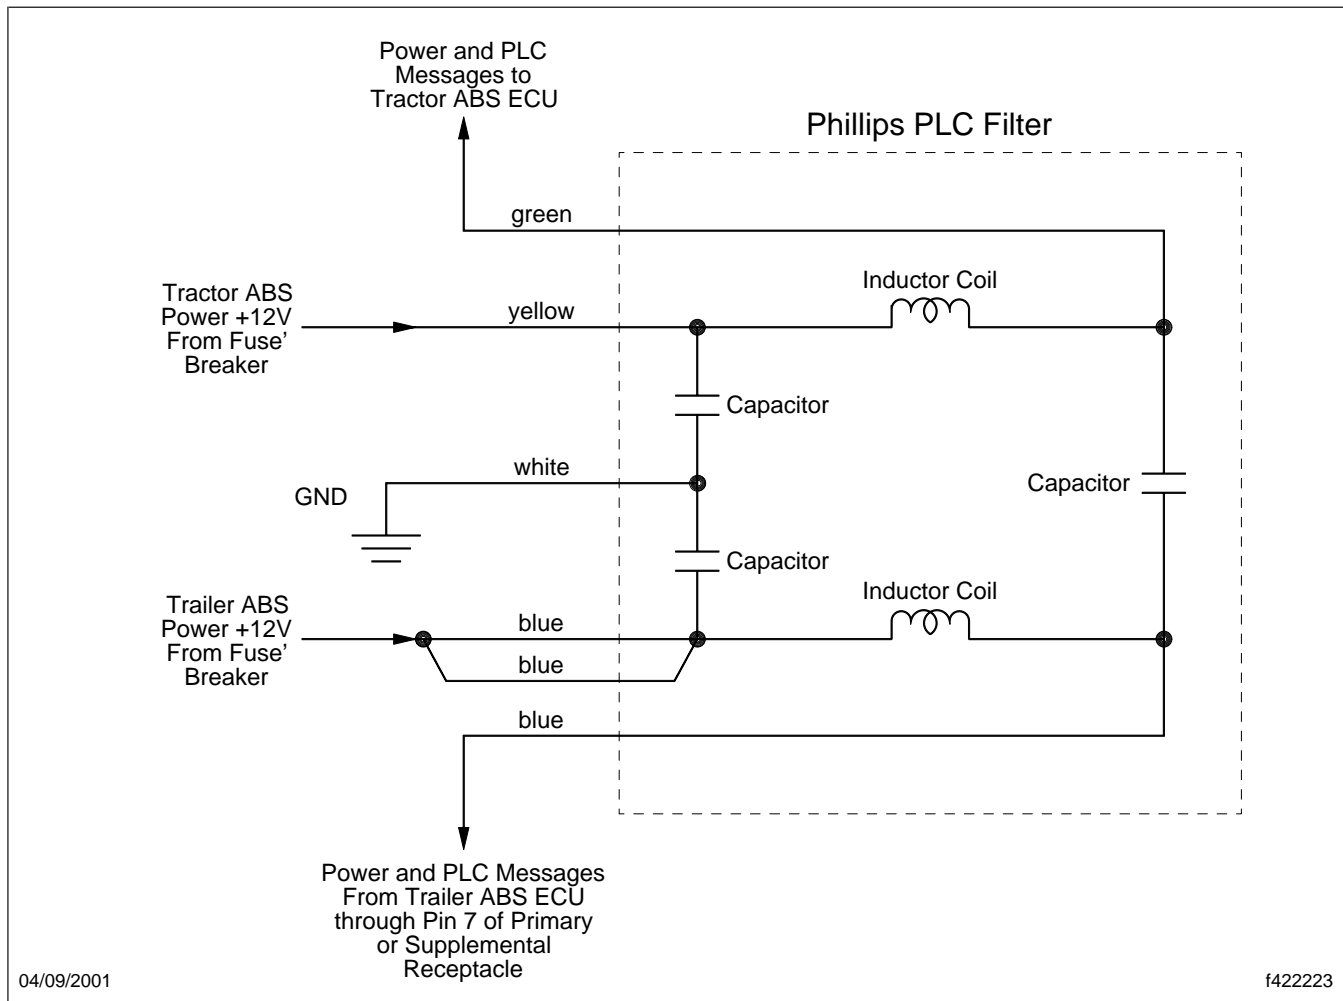 Power and PLC
Messages to
Tractor ABS ECU
Phillips PLC Filter
green
Inductor Coil
Tractor ABS
Power +12V
From Fuse'
Breaker
yellow
Capacitor
white
GND
Capacitor
Capacitor
Inductor Coil
Trailer ABS
Power +12V
From Fuse'
Breaker
blue
blue
blue
Power and PLC Messages
From Trailer ABS ECU
through Pin 7 of Primary
or Supplemental
Receptacle
04/09/2001
f422223